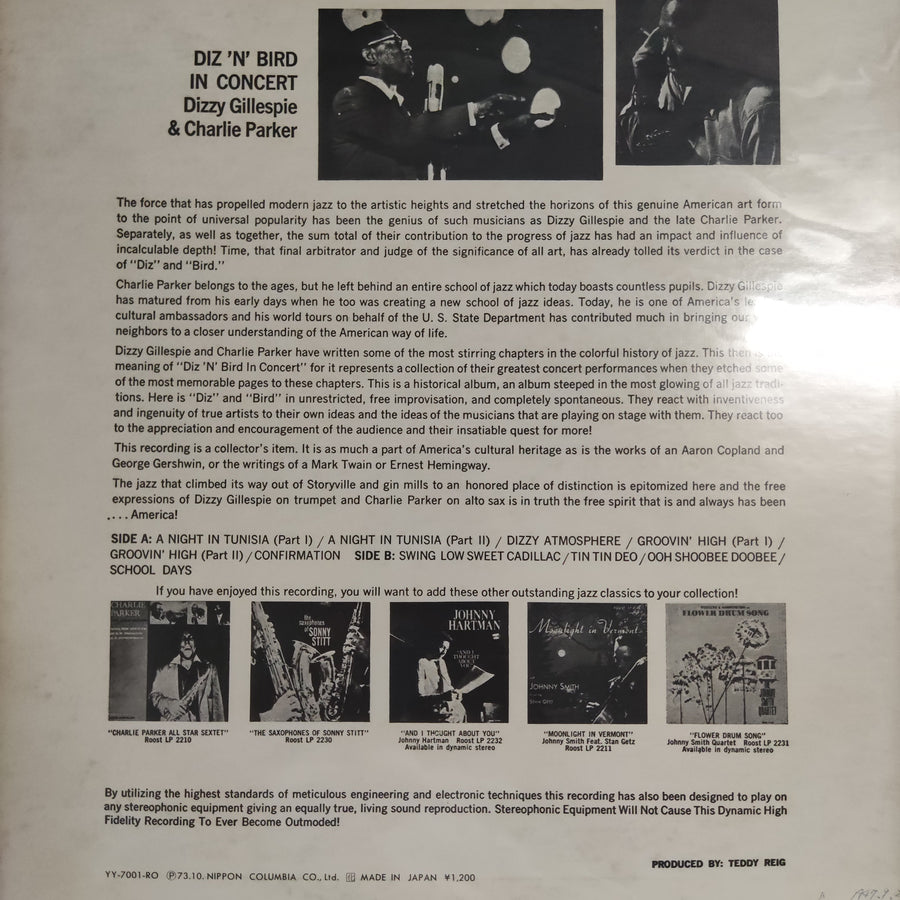 DIZ 'N' BIRD
IN CONCERT
Dizzy Gillespie
& Charlie Parker
The force that has propelled modern jazz to the artistic heights and stretched the horizons of this genuine American art form
to the point of universal popularity has been the genius of such musicians as Dizzy Gillespie and the late Charlie Parker.
Separately, as well as together, the sum total of their contribution to the progress of jazz has had an impact and influence of
incalculable depth! Time, that final arbitrator and judge of the significance of all art, has already tolled its verdict in the case
of "Diz" and "Bird."
Charlie Parker belongs to the ages, but he left behind an entire school of jazz which today boasts countless pupils. Dizzy Gillespie
has matured from his early days when he too was creating a new school of jazz ideas. Today, he is one of America's
cultural ambassadors and his world tours on behalf of the U. S. State Department has contributed much in bringing our
neighbors to a closer understanding of the American way of life.
Dizzy Gillespie and Charlie Parker have written some of the most stirring chapters in the colorful history of jazz. This then
meaning of "Diz 'N' Bird In Concert" for it represents a collection of their greatest concert performances when they etched some
of the most memorable pages to these chapters. This is a historical album, an album steeped in the most glowing of all jazz tradi-
tions. Here is "Diz" and "Bird" in unrestricted, free improvisation, and completely spontaneous. They react with inventiveness
and ingenuity of true artists to their own ideas and the ideas of the musicians that are playing on stage with them. They react too
to the appreciation and encouragement of the audience and their insatiable quest for more!
This recording is a collector's item. It is as much a part of America's cultural heritage as is the works of an Aaron Copland and
George Gershwin, or the writings of a Mark Twain or Ernest Hemingway.
The jazz that climbed its way out of Storyville and gin mills to an honored place of distinction is epitomized here and the free
expressions of Dizzy Gillespie on trumpet and Charlie Parker on alto sax is in truth the free spirit that is and always has been
.... America!
SIDE A: A NIGHT IN TUNISIA (Part I) / A NIGHT IN TUNISIA (Part II) / DIZZY ATMOSPHERE / GROOVIN' HIGH (Part I) /
GROOVIN' HIGH (Part II) / CONFIRMATION SIDE B: SWING LOW SWEET CADILLAC / TIN TIN DEO / OOH SHOOBEE DOOBEE /
SCHOOL DAYS
If you have enjoyed this recording, you will want to add these other outstanding jazz classics to your collection!
CHARLIE
PARKER
the
saxophones
of SONNY
STITT
JOHNNY
HARTMAN
"AND I
THOUGHT
ABOUT
YOU"
Moonlight in Vermont
JOHNNY SMITH
STAN GETZ
FLOWER DRUM SONG
JOHNNY
SMITH
QUARTET
"CHARLIE PARKER ALL STAR SEXTET"
Roost LP 2210
"THE SAXOPHONES OF SONNY STITT"
Roost LP 2230
"AND I THOUGHT ABOUT YOU"
Johnny Hartman Roost LP 2232
Available in dynamic stereo
"MOONLIGHT IN VERMONT"
Johnny Smith Feat. Stan Getz
Roost LP 2211
"FLOWER DRUM SONG"
Johnny Smith Quartet Roost LP 2231
Available in dynamic stereo
By utilizing the highest standards of meticulous engineering and electronic techniques this recording has also been designed to play on
any stereophonic equipment giving an equally true, living sound reproduction. Stereophonic Equipment Will Not Cause This Dynamic High
Fidelity Recording To Ever Become Outmoded!
PRODUCED BY: TEDDY REIG
YY-7001-RO Ⓟ73.10. NIPPON COLUMBIA CO., Ltd. MADE IN JAPAN ¥1,200